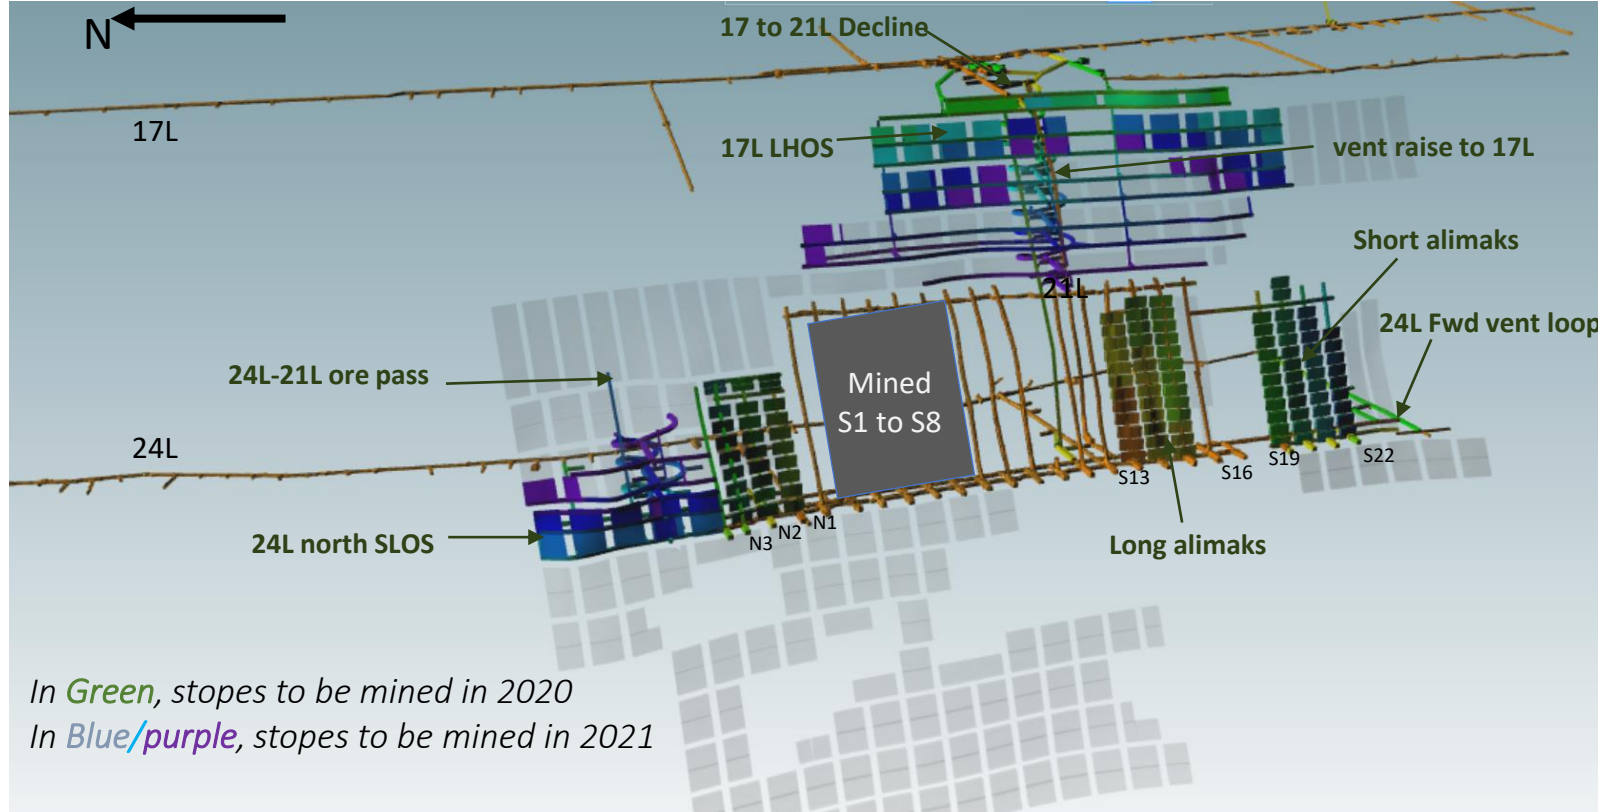 17 to 21L Decline
N
17L
17L LHOS
vent raise to 17L
Short alimaks
21L
24L Fwd vent loop
24L-21L ore pass
Mined
S1 to S8
24L
S13
S16
S19
S22
N3
N2
N1
24L north SLOS
Long alimaks
In Green, stopes to be mined in 2020
In Blue/purple, stopes to be mined in 2021